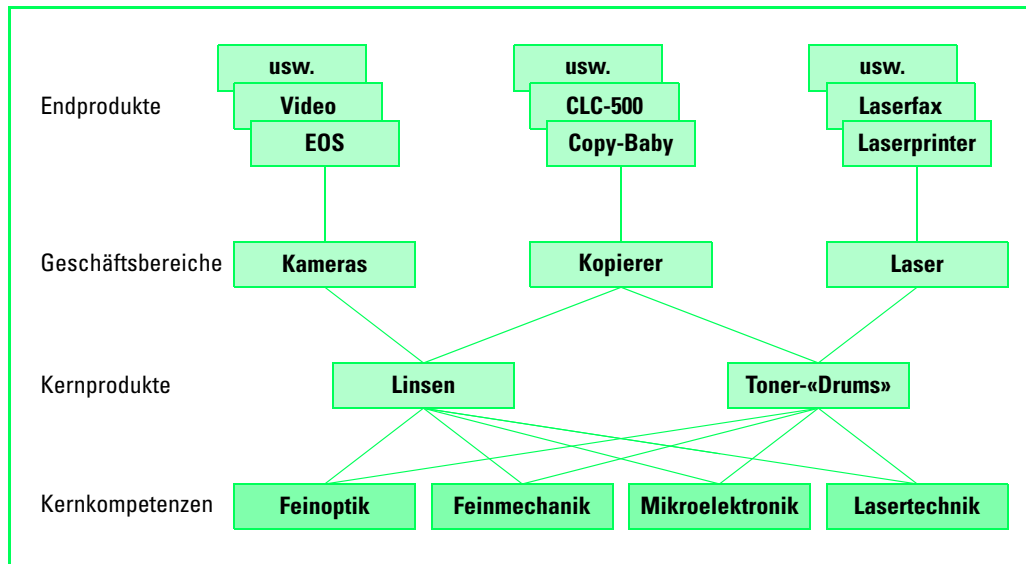 usw. usw. usw.
Endprodukte Video CLC-500 Laserfax
EOS Copy-Baby Laserprinter
Geschäftsbereiche Kameras Kopierer Laser
Kernprodukte Linsen Toner-«Drums»
Kernkompetenzen Feinoptik Feinmechanik Mikroelektronik Lasertechnik